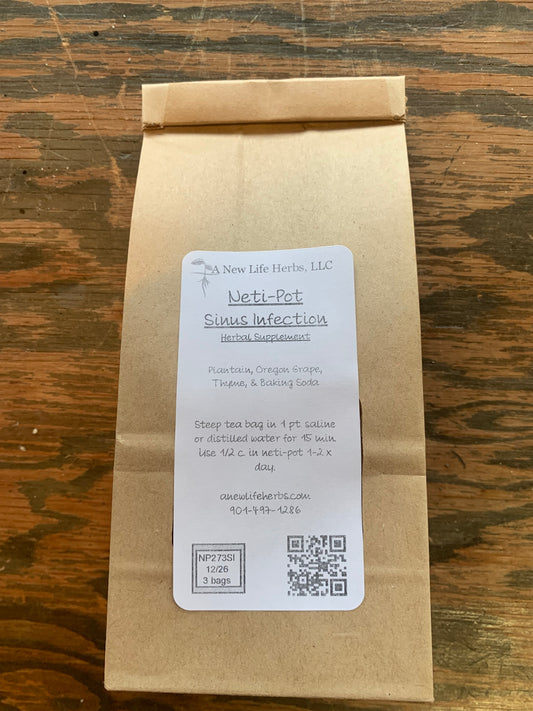 A New Life Herbs, LLC
Neti-Pot
Sinus Infection
Herbal Supplement
Plantain, Oregon Grape,
Thyme, & Baking Soda
Steep tea bag in 1 pt saline
or distilled water for 15 min.
Use 1/2 c. in neti-pot 1-2 x
day.
anewlifeherbs.com
901-497-1286
NP273SI
12/26
3 bags